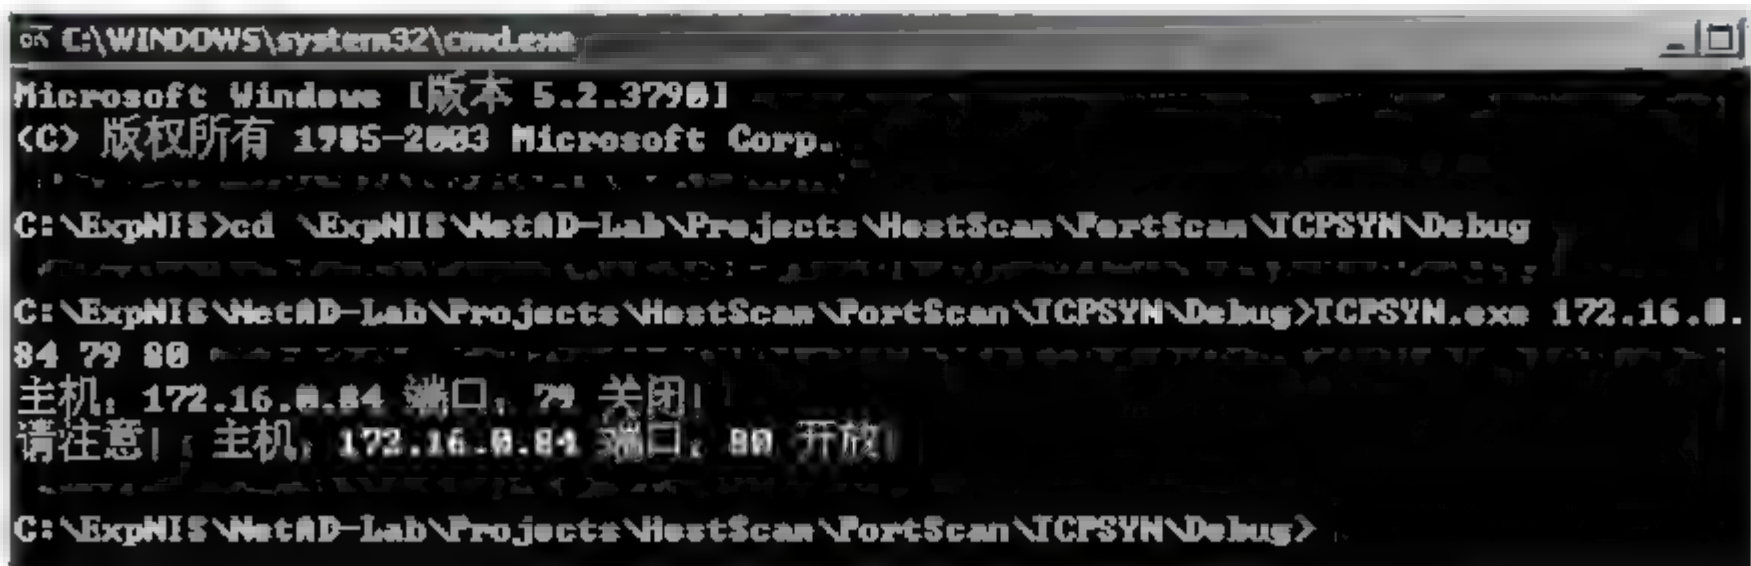 C:\WINDOWS\system32\cmd.exe
Microsoft Windows [版本 5.2.3790]
(C) 版权所有 1985-2003 Microsoft Corp.
C:\ExpNIS>cd \ExpNIS\NetAD-Lab\Projects\HostScan\PortScan\TCPSYN\Debug
C:\ExpNIS\NetAD-Lab\Projects\HostScan\PortScan\TCPSYN\Debug>TCPSYN.exe 172.16.0.
84 79 80
主机: 172.16.0.84 端口: 79 关闭!
请注意! : 主机: 172.16.0.84 端口: 80 开放!
C:\ExpNIS\NetAD-Lab\Projects\HostScan\PortScan\TCPSYN\Debug>